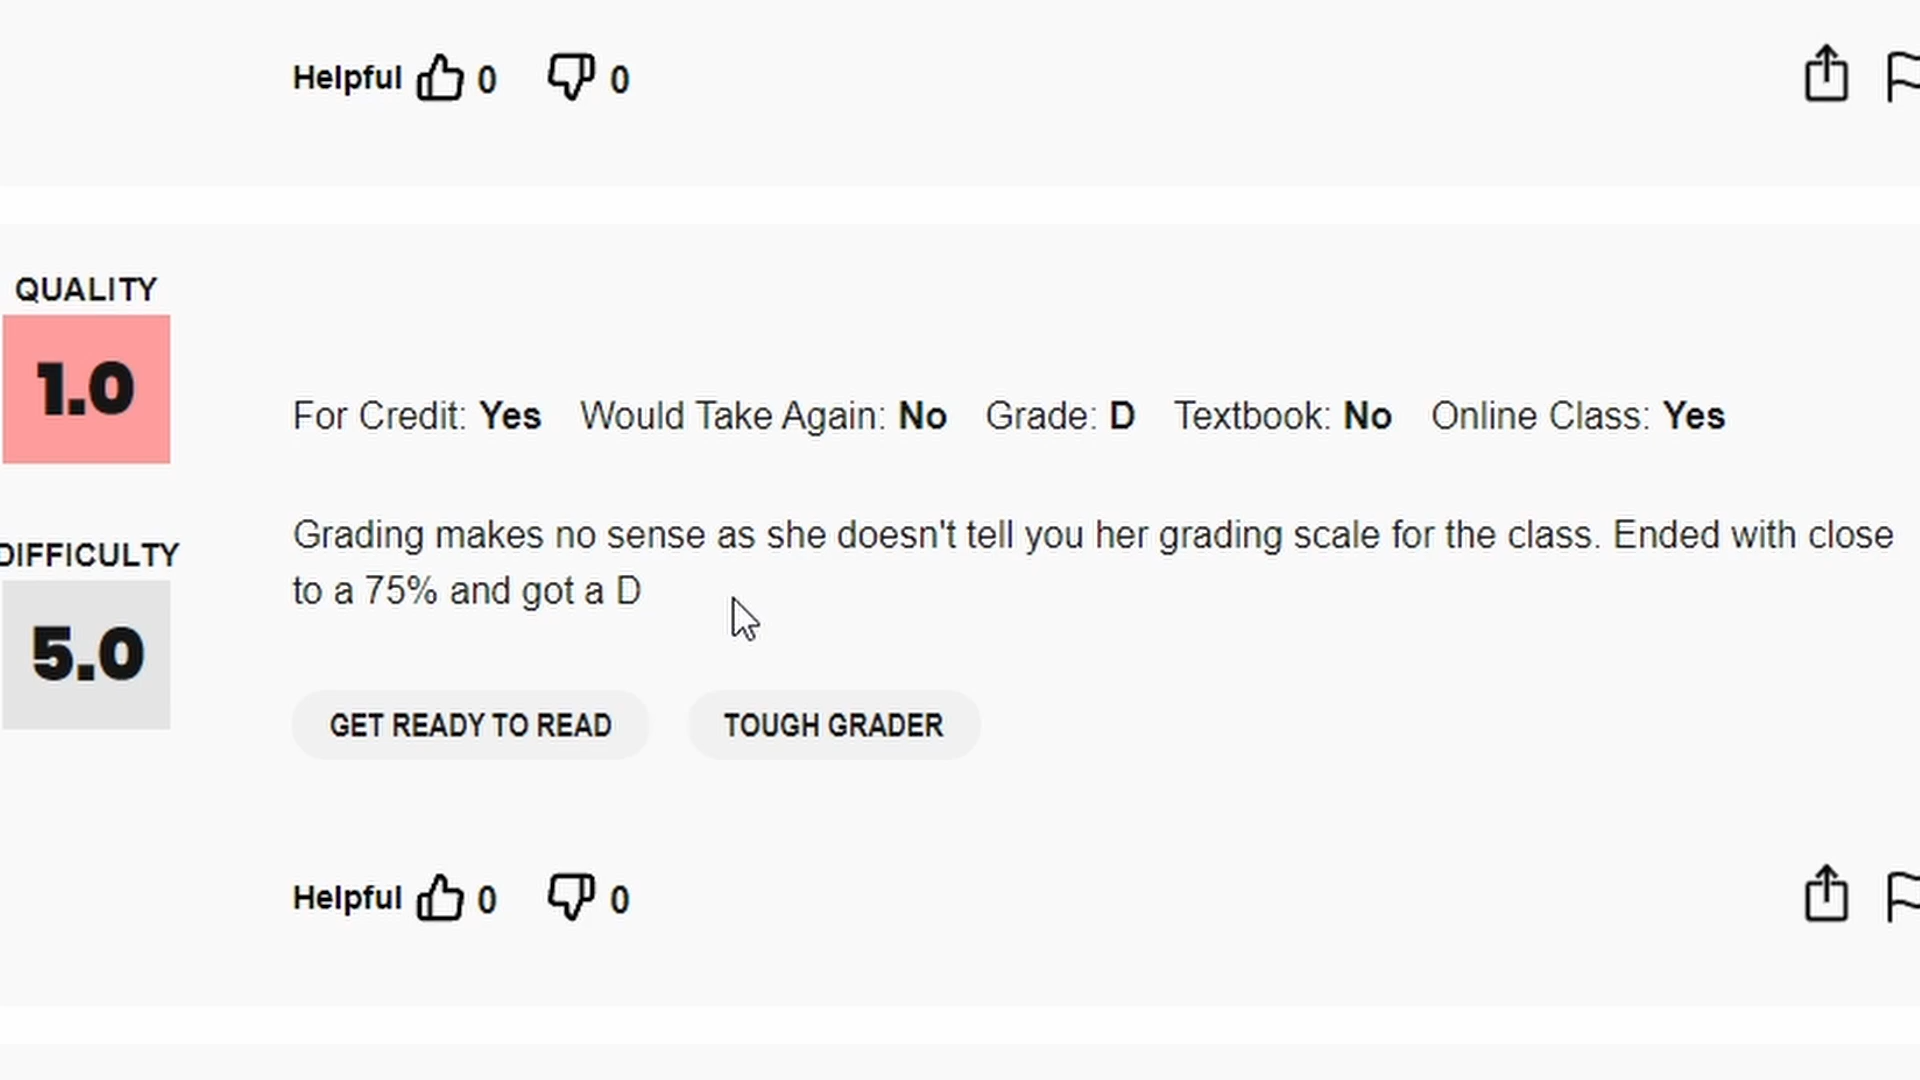 Helpful 0 0
QUALITY
1.0
For Credit: Yes Would Take Again: No Grade: D Textbook: No Online Class: Yes
Grading makes no sense as she doesn't tell you her grading scale for the class. Ended with close
to a 75% and got a D
DIFFICULTY
5.0
GET READY TO READ TOUGH GRADER
Helpful 0 0